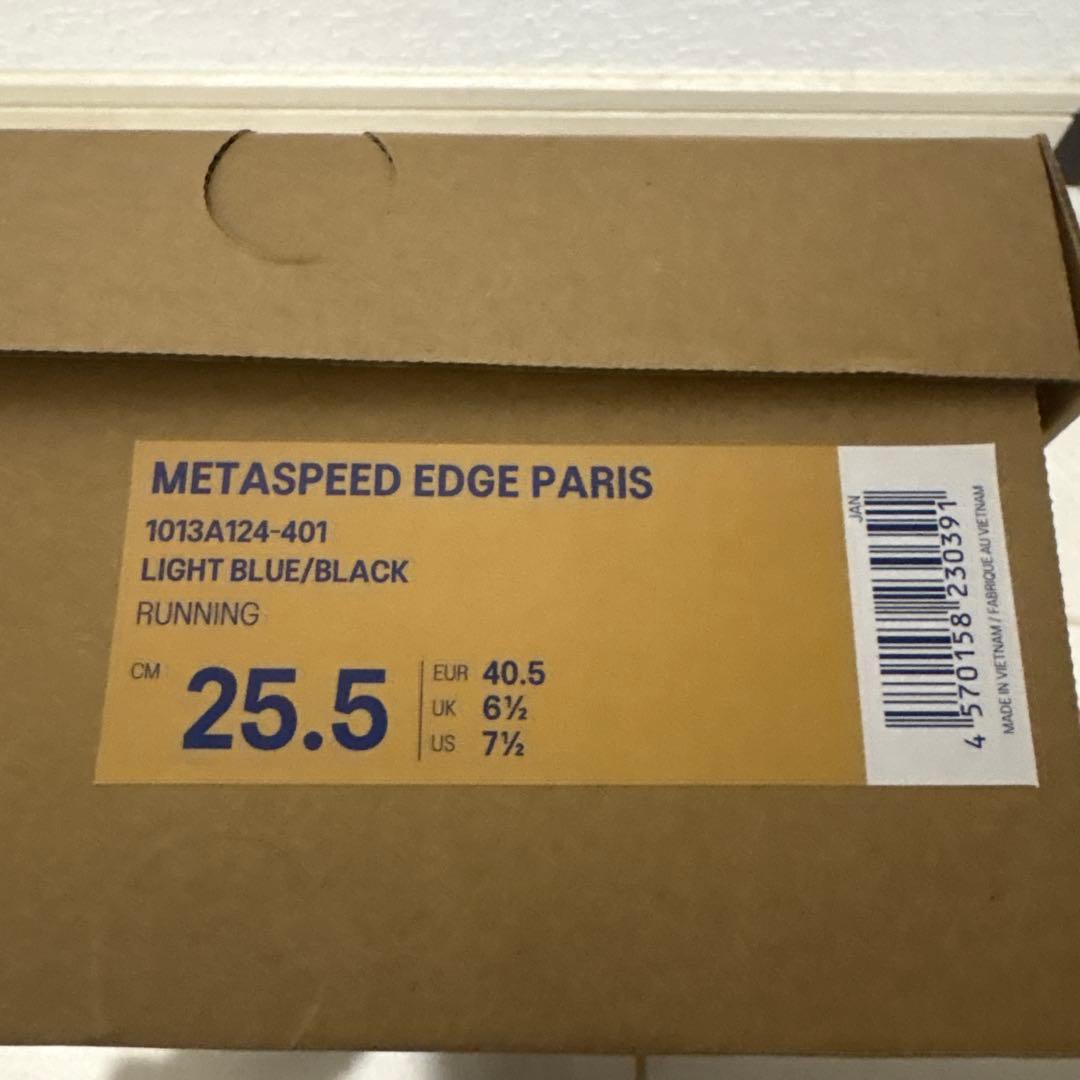 METASPEED EDGE PARIS
1013A124-401
LIGHT BLUE/BLACK
RUNNING
CM 25.5
EUR 40.5
UK 6½
US 7½
JAN
4 570158 230391
MADE IN VIETNAM / FABRIQUE AU VIETNAM